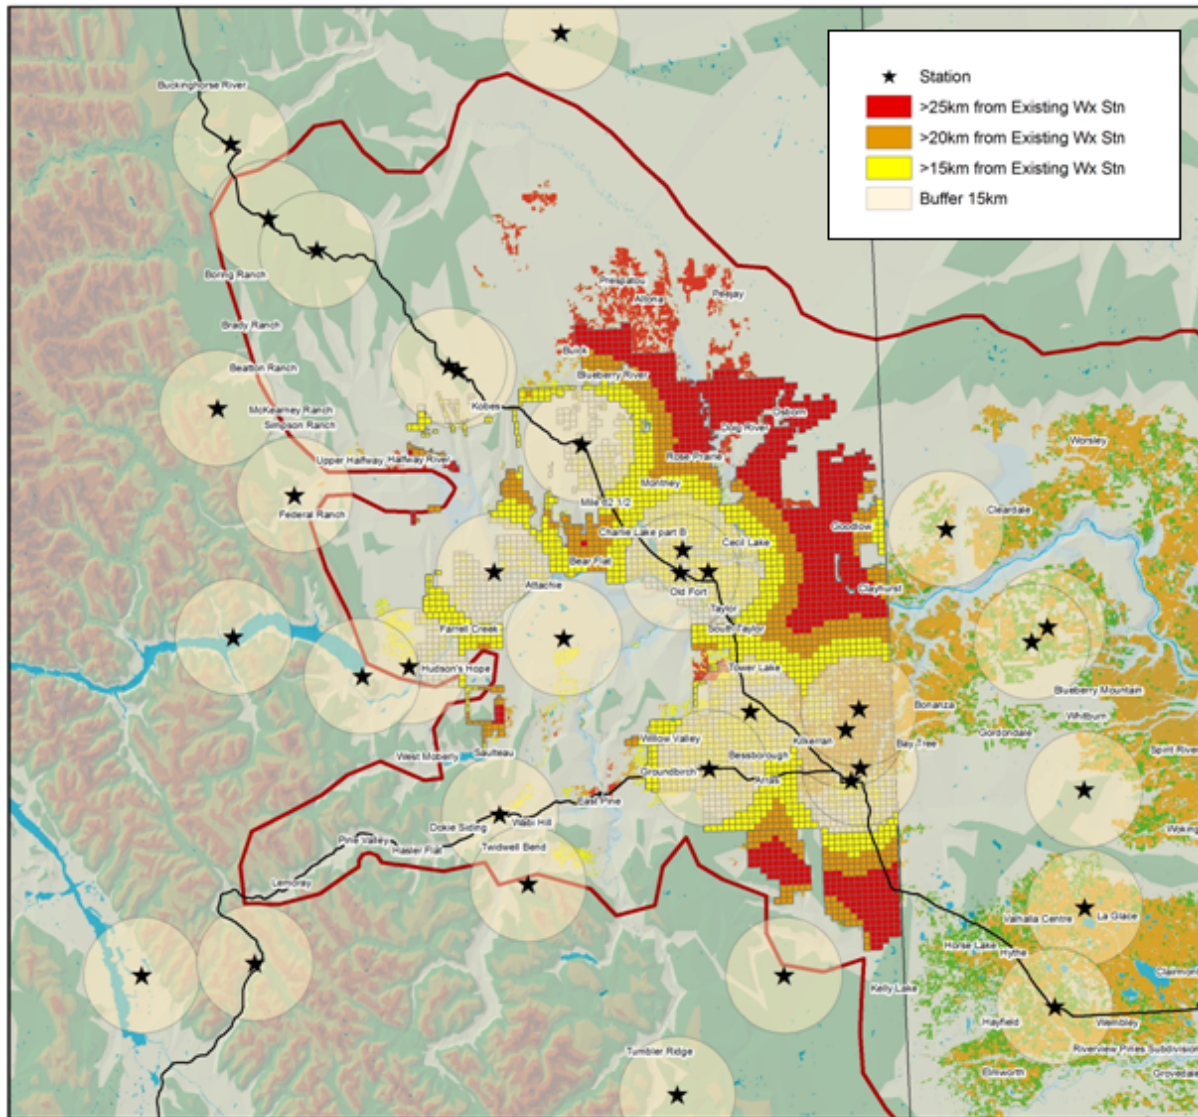 Station
>25km from Existing Wx Stn
>20km from Existing Wx Stn
>15km from Existing Wx Stn
Buffer 15km
Buckinghorse River
Boring Ranch
Prespatou
Altona
Peejay
Brady Ranch
Buick
Beatton Ranch
Blueberry River
McKearney Ranch
Kobes
Osborn
Simpson Ranch
Doig River
Worsley
Upper Halfway
Halfway River
Rose Prairie
Montney
Federal Ranch
Mile 62 1/2
Cleardale
Goodlow
Charlie Lake part B
Cecil Lake
Bear Flat
Attachie
Old Fort
Clayhurst
Taylor
Farrell Creek
South Taylor
Hudson's Hope
Tower Lake
Blueberry Mountain
Bonanza
Whitburn
Gordondale
Willow Valley
Kilkerran
West Moberly
Saulteau
Bessborough
Bay Tree
Spirit River
Groundbirch
Arras
East Pine
Dokie Siding
Wabi Hill
Woking
Pine Valley
Hasler Flat
Twidwell Bend
Lemoray
Valhalla Centre
La Glace
Horse Lake
Hythe
Clairmont
Kelly Lake
Hayfield
Wembley
Tumbler Ridge
Riverview Pines Subdivision
Elmworth
Grovedale